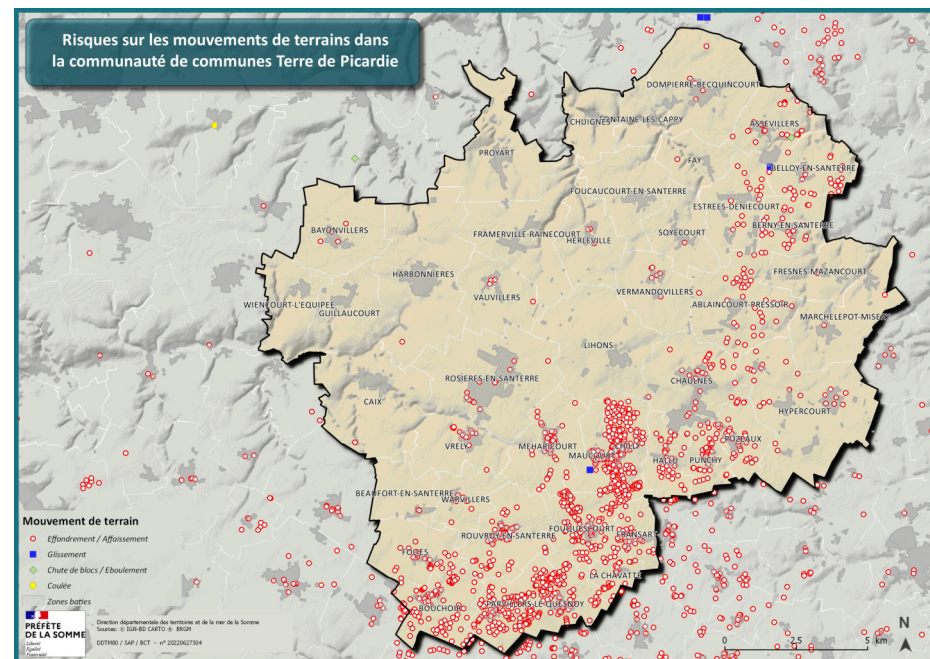 Risques sur les mouvements de terrains dans
la communauté de communes Terre de Picardie
DOMPIERRE-BECQUINCOURT
CHUIGNES
FONTAINE-LES-CAPPY
ASSEVILLERS
PROYART
FAY
BELLOY-EN-SANTERRE
FOUCAUCOURT-EN-SANTERRE
ESTREES-DENIECOURT
BAYONVILLERS
FRAMERVILLE-RAINECOURT
HERLEVILLE
SOYECOURT
BERNY-EN-SANTERRE
HARBONNIERES
FRESNES-MAZANCOURT
VAUVILLERS
VERMANDOVILLERS
WIENCOURT-L'EQUIPEE
GUILLAUCOURT
ABLAINCOURT-PRESSOIR
MARCHELEPOT-MISERY
LIHONS
ROSIERES-EN-SANTERRE
CHAULNES
CAIX
HYPERCOURT
VRELY
MEHARICOURT
CHILLY
PUZEAUX
MAUCOURT
HALLU
PUNCHY
BEAUFORT-EN-SANTERRE
WARVILLERS
ROUVROY-EN-SANTERRE
FOUQUESCOURT
FRANSART
FOLIES
LA CHAVATTE
BOUCHOIR
PARVILLERS-LE-QUESNOY
Mouvement de terrain
Effondrement / Affaissement
Glissement
Chute de blocs / Eboulement
Coulée
Zones baties
PRÉFÈTE
DE LA SOMME
Liberté
Égalité
Fraternité
Direction départementale des territoires et de la mer de la Somme
Sources: © IGN-BD CARTO ® BRGM
DDTM80 / SAP / BCT - n° 20220627304
N
0 2,5 5 km